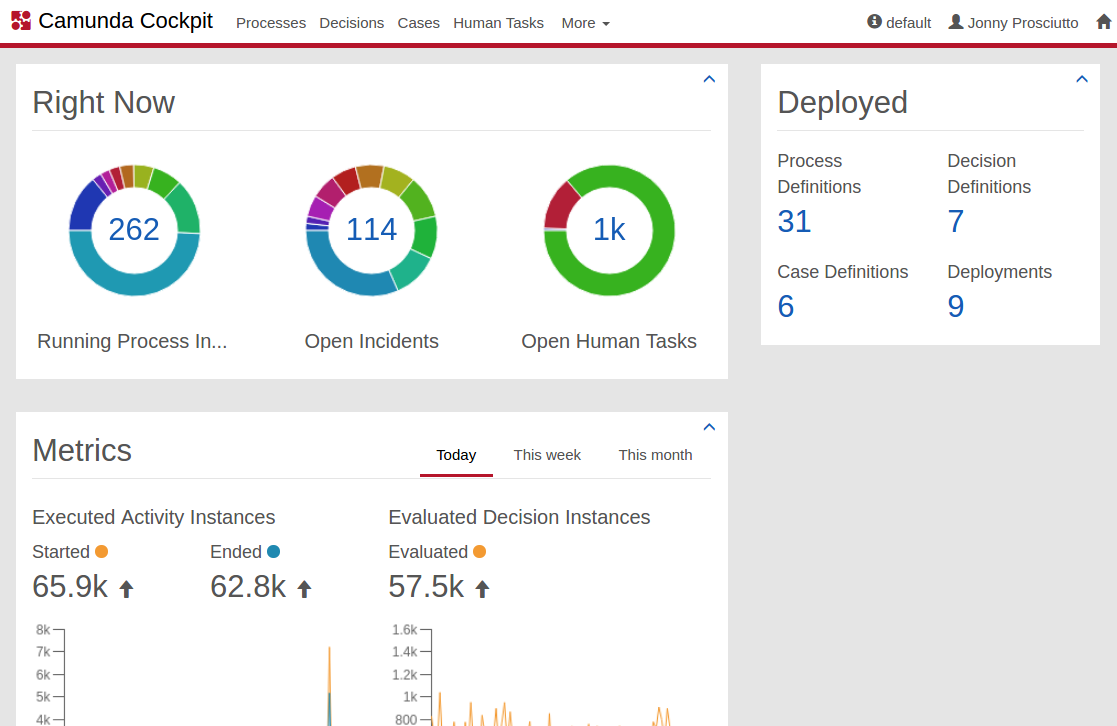 Camunda Cockpit Processes Decisions Cases Human Tasks More default Jonny Prosciutto
Right Now
262
114
1k
Running Process In...
Open Incidents
Open Human Tasks
Deployed
Process Definitions
31
Decision Definitions
7
Case Definitions
6
Deployments
9
Metrics
Today This week This month
Executed Activity Instances
Started
65.9k
Ended
62.8k
8k
7k
6k
5k
4k
Evaluated Decision Instances
Evaluated
57.5k
1.6k
1.4k
1.2k
1k
800